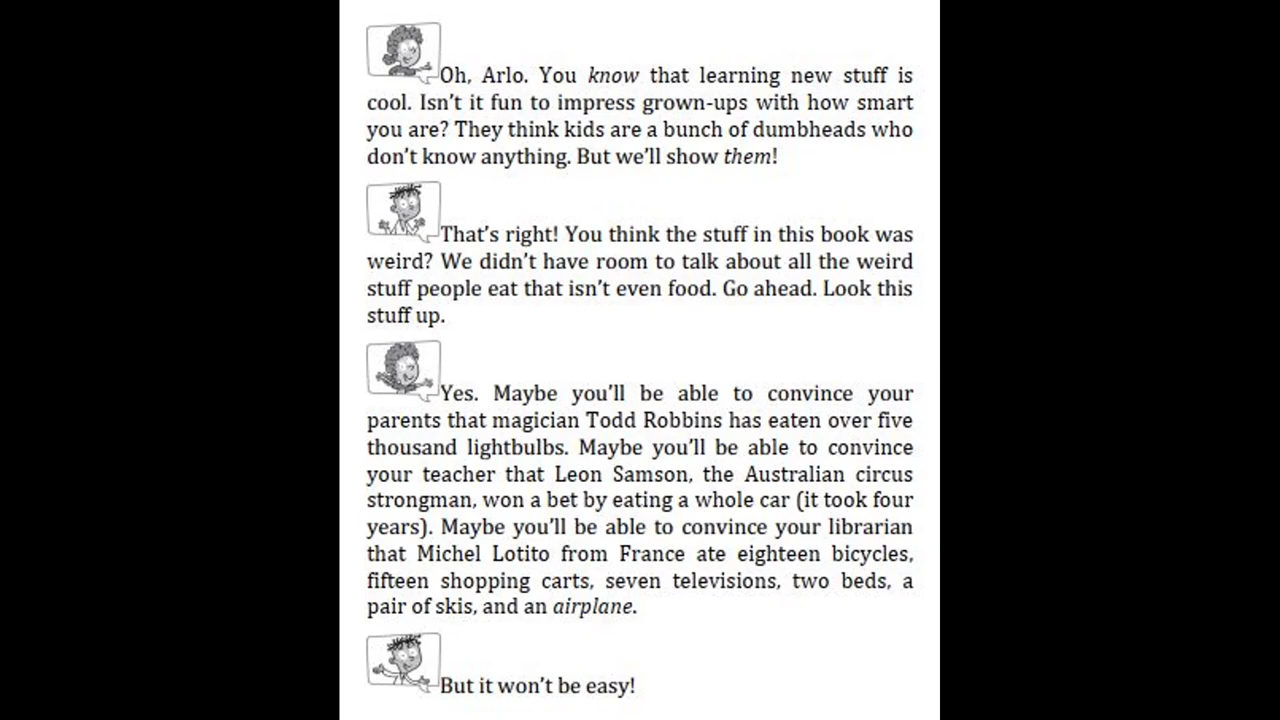 Oh, Arlo. You know that learning new stuff is
cool. Isn't it fun to impress grown-ups with how smart
you are? They think kids are a bunch of dumbheads who
don't know anything. But we'll show them!
That's right! You think the stuff in this book was
weird? We didn't have room to talk about all the weird
stuff people eat that isn't even food. Go ahead. Look this
stuff up.
Yes. Maybe you'll be able to convince your
parents that magician Todd Robbins has eaten over five
thousand lightbulbs. Maybe you'll be able to convince
your teacher that Leon Samson, the Australian circus
strongman, won a bet by eating a whole car (it took four
years). Maybe you'll be able to convince your librarian
that Michel Lotito from France ate eighteen bicycles,
fifteen shopping carts, seven televisions, two beds, a
pair of skis, and an airplane.
But it won't be easy!